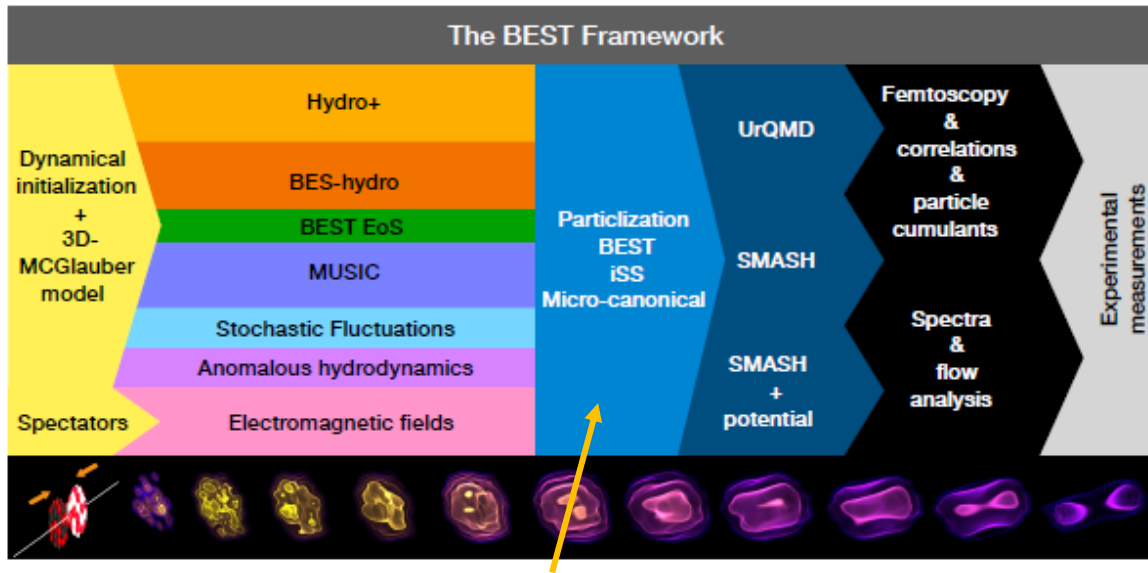 The BEST Framework
Dynamical
initialization
+
3D-
MCGlauber
model
Spectators
Hydro+
BES-hydro
BEST EoS
MUSIC
Stochastic Fluctuations
Anomalous hydrodynamics
Electromagnetic fields
Particlization
BEST
iSS
Micro-canonical
UrQMD
SMASH
SMASH
+
potential
Femtoscopy
&
correlations
&
particle
cumulants
Spectra
&
flow
analysis
Experimental
measurements